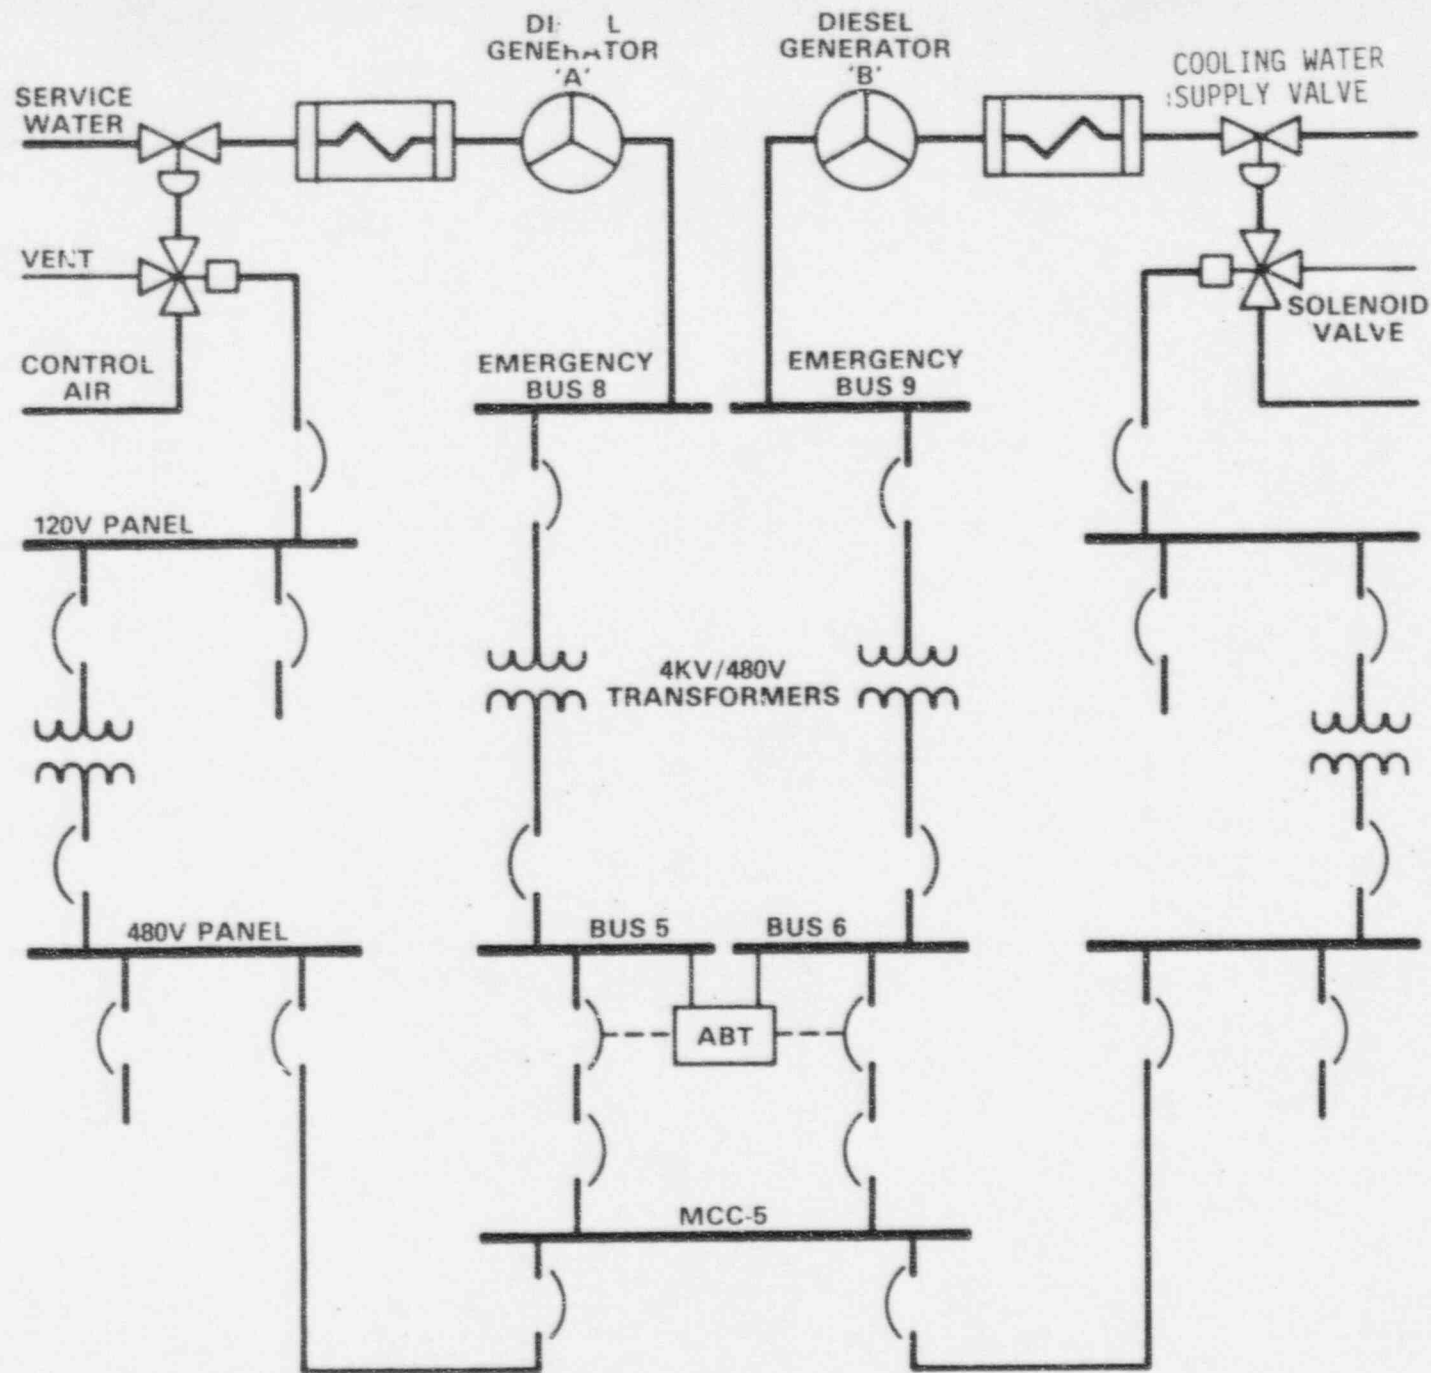 GENERATOR
'A'
DIESEL
GENERATOR
'B'
COOLING WATER
SUPPLY VALVE
SERVICE
WATER
VENT
CONTROL
AIR
SOLENOID
VALVE
EMERGENCY
BUS 8
EMERGENCY
BUS 9
120V PANEL
4KV/480V
TRANSFORMERS
480V PANEL
BUS 5
BUS 6
ABT
MCC-5